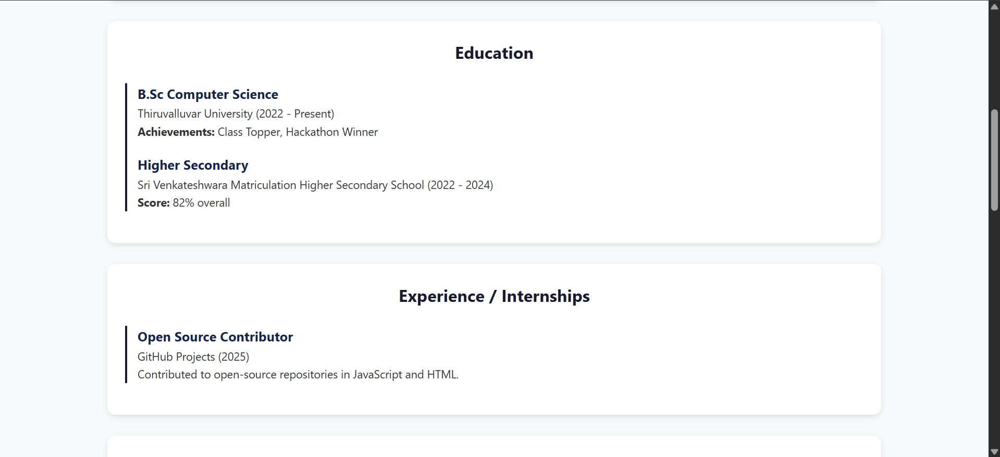 Education
B.Sc Computer Science
Thiruvalluvar University (2022 - Present)
Achievements: Class Topper, Hackathon Winner
Higher Secondary
Sri Venkateshwara Matriculation Higher Secondary School (2022 - 2024)
Score: 82% overall
Experience / Internships
Open Source Contributor
GitHub Projects (2025)
Contributed to open-source repositories in JavaScript and HTML.